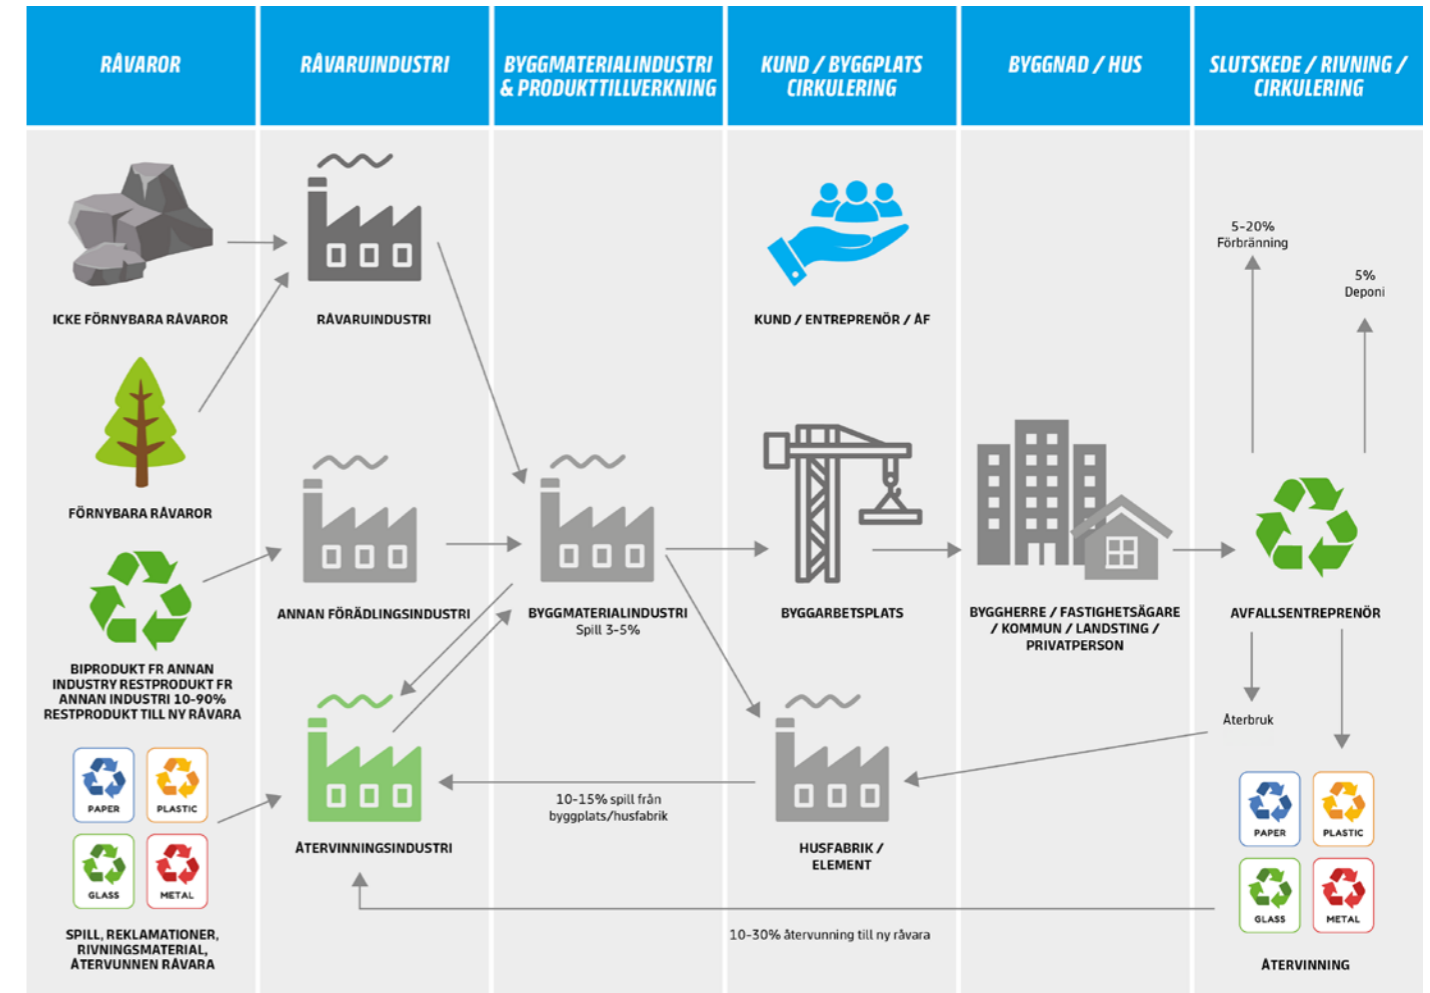 RÅVAROR
RÅVARUINDUSTRI
BYGGMATERIALINDUSTRI
& PRODUKTTILLVERKNING
KUND / BYGGPLATS
CIRKULERING
BYGGNAD / HUS
SLUTSKEDE / RIVNING /
CIRKULERING
ICKE FÖRNYBARA RÅVAROR
FÖRNYBARA RÅVAROR
BIPRODUKT FR ANNAN
INDUSTRY RESTPRODUKT FR
ANNAN INDUSTRI 10-90%
RESTPRODUKT TILL NY RÅVARA
PAPER
PLASTIC
GLASS
METAL
SPILL, REKLAMATIONER,
RIVNINGSMATERIAL,
ÅTERVUNNEN RÅVARA
RÅVARUINDUSTRI
ANNAN FÖRÄDLINGSINDUSTRI
ÅTERVINNINGSINDUSTRI
BYGGMATERIALINDUSTRI
Spill 3-5%
10-15% spill från
byggplats/husfabrik
KUND / ENTREPRENÖR / ÅF
BYGGARBETSPLATS
HUSFABRIK /
ELEMENT
10-30% återvunning till ny råvara
BYGGHERRE / FASTIGHETSÄGARE
/ KOMMUN / LANDSTING /
PRIVATPERSON
5-20%
Förbränning
5%
Deponi
AVFALLSENTREPRENÖR
Återbruk
PAPER
PLASTIC
GLASS
METAL
ÅTERVINNING